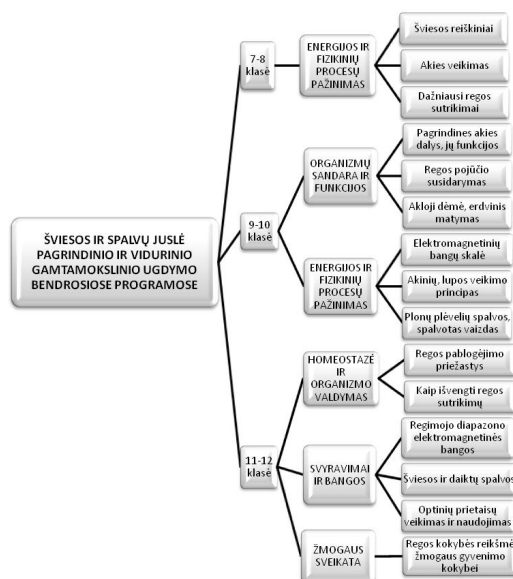 ŠVIESOS IR SPALVŲ JUSLĖ
PAGRINDINIO IR VIDURINIO
GAMTAMOKSLINIO UGDYMO
BENDROSIOSE PROGRAMOSE
7-8
klasė
ENERGIJOS IR
FIZIKINIŲ
PROCESŲ
PAŽINIMAS
Šviesos reiškiniai
Akies veikimas
Dažniausi regos
sutrikimai
9-10
klasė
ORGANIZMŲ
SANDARA IR
FUNKCIJOS
Pagrindines akies
dalys, jų funkcijos
Regos pojūčio
susidarymas
Akloji dėmė, erdvinis
matymas
ENERGIJOS IR
FIZIKINIŲ
PROCESŲ
PAŽINIMAS
Elektromagnetinių
bangų skalė
Akinių, lupos veikimo
principas
Plonų plėvelių spalvos,
spalvotas vaizdas
11-12
klasė
HOMEOSTAZĖ
IR
ORGANIZMO
VALDYMAS
Regos pablogėjimo
priežastys
Kaip išvengti regos
sutrikimų
SVYRAVIMAI
IR BANGOS
Regimojo diapazono
elektromagnetinės
bangos
Šviesos ir daiktų spalvos
Optinių prietaisų
veikimas ir naudojimas
ŽMOGAUS
SVEIKATA
Regos kokybės reikšmė
žmogaus gyvenimo
kokybei